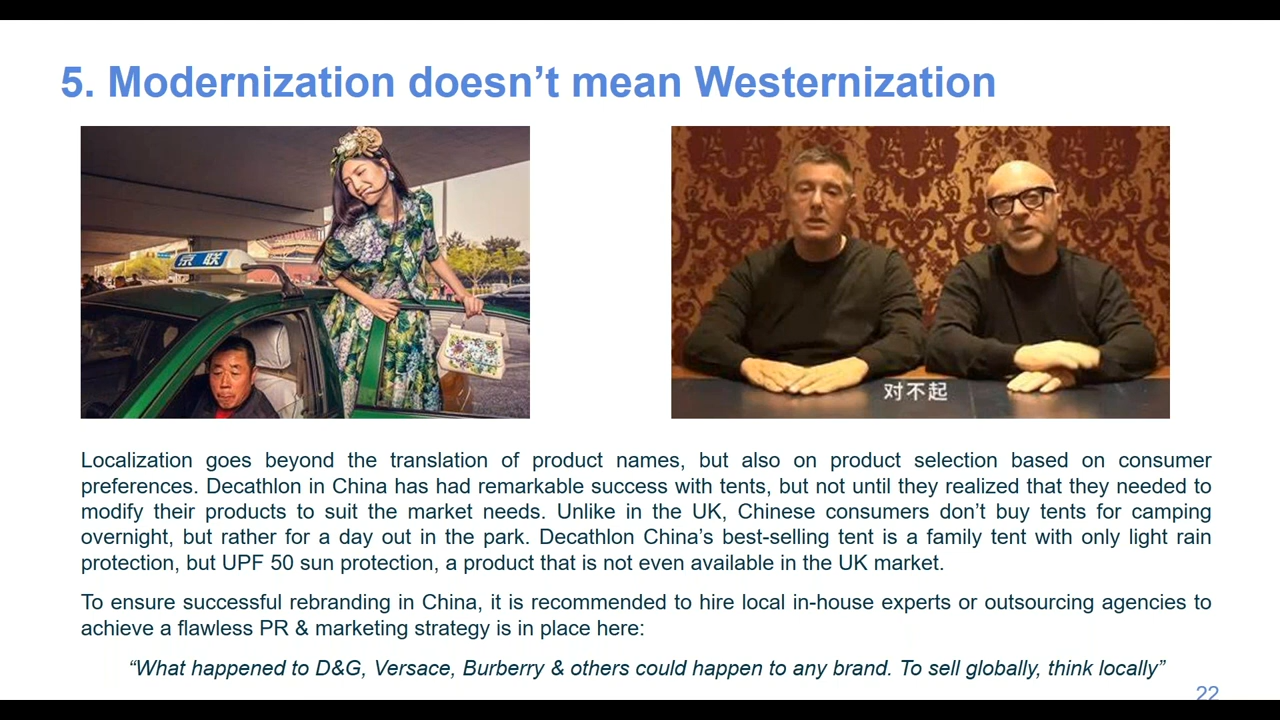 5. Modernization doesn’t mean Westernization
京联
对不起
Localization goes beyond the translation of product names, but also on product selection based on consumer
preferences. Decathlon in China has had remarkable success with tents, but not until they realized that they needed to
modify their products to suit the market needs. Unlike in the UK, Chinese consumers don’t buy tents for camping
overnight, but rather for a day out in the park. Decathlon China’s best-selling tent is a family tent with only light rain
protection, but UPF 50 sun protection, a product that is not even available in the UK market.
To ensure successful rebranding in China, it is recommended to hire local in-house experts or outsourcing agencies to
achieve a flawless PR & marketing strategy is in place here:
“What happened to D&G, Versace, Burberry & others could happen to any brand. To sell globally, think locally”
22